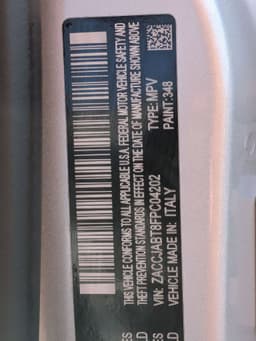 THIS VEHICLE CONFORMS TO ALL APPLICABLE U.S.A. FEDERAL MOTOR VEHICLE SAFETY AND
THEFT PREVENTION STANDARDS IN EFFECT ON THE DATE OF MANUFACTURE SHOWN ABOVE
VIN: ZACCJABT8FPC04202 TYPE: MPV
VEHICLE MADE IN: ITALY PAINT: 348